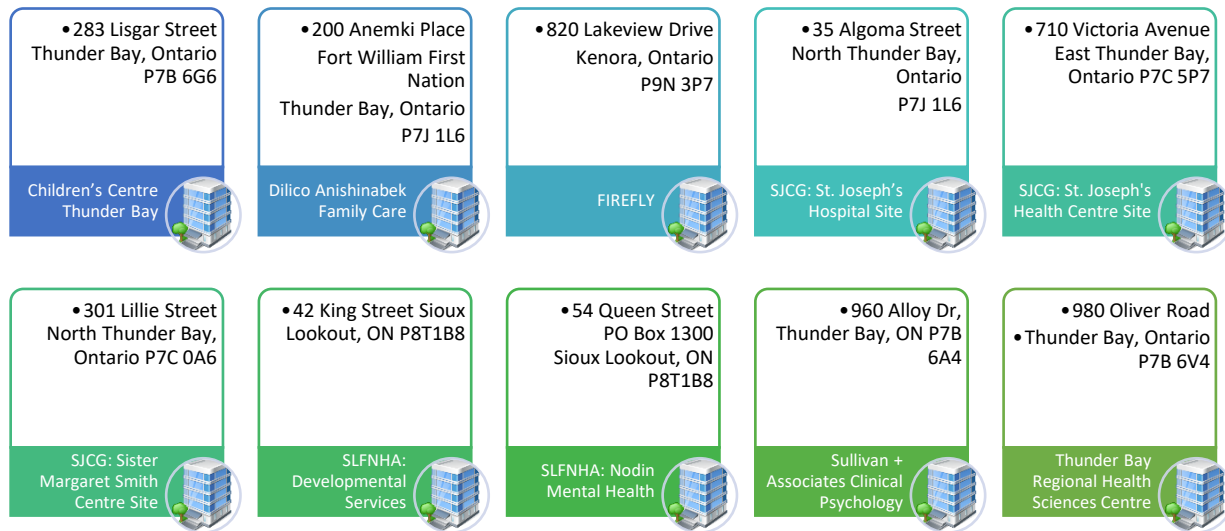 •283 Lisgar Street
Thunder Bay, Ontario
P7B 6G6
Children's Centre
Thunder Bay
•200 Anemki Place
Fort William First
Nation
Thunder Bay, Ontario
P7J 1L6
Dilico Anishinabek
Family Care
•820 Lakeview Drive
Kenora, Ontario
P9N 3P7
FIREFLY
•35 Algoma Street
North Thunder Bay,
Ontario
P7J 1L6
SJCG: St. Joseph's
Hospital Site
•710 Victoria Avenue
East Thunder Bay,
Ontario P7C 5P7
SJCG: St. Joseph's
Health Centre Site
•301 Lillie Street
North Thunder Bay,
Ontario P7C 0A6
SJCG: Sister
Margaret Smith
Centre Site
•42 King Street Sioux
Lookout, ON P8T1B8
SLFNHA:
Developmental
Services
•54 Queen Street
PO Box 1300
Sioux Lookout, ON
P8T1B8
SLFNHA: Nodin
Mental Health
•960 Alloy Dr,
Thunder Bay, ON P7B
6A4
Sullivan +
Associates Clinical
Psychology
•980 Oliver Road
•Thunder Bay, Ontario
P7B 6V4
Thunder Bay
Regional Health
Sciences Centre